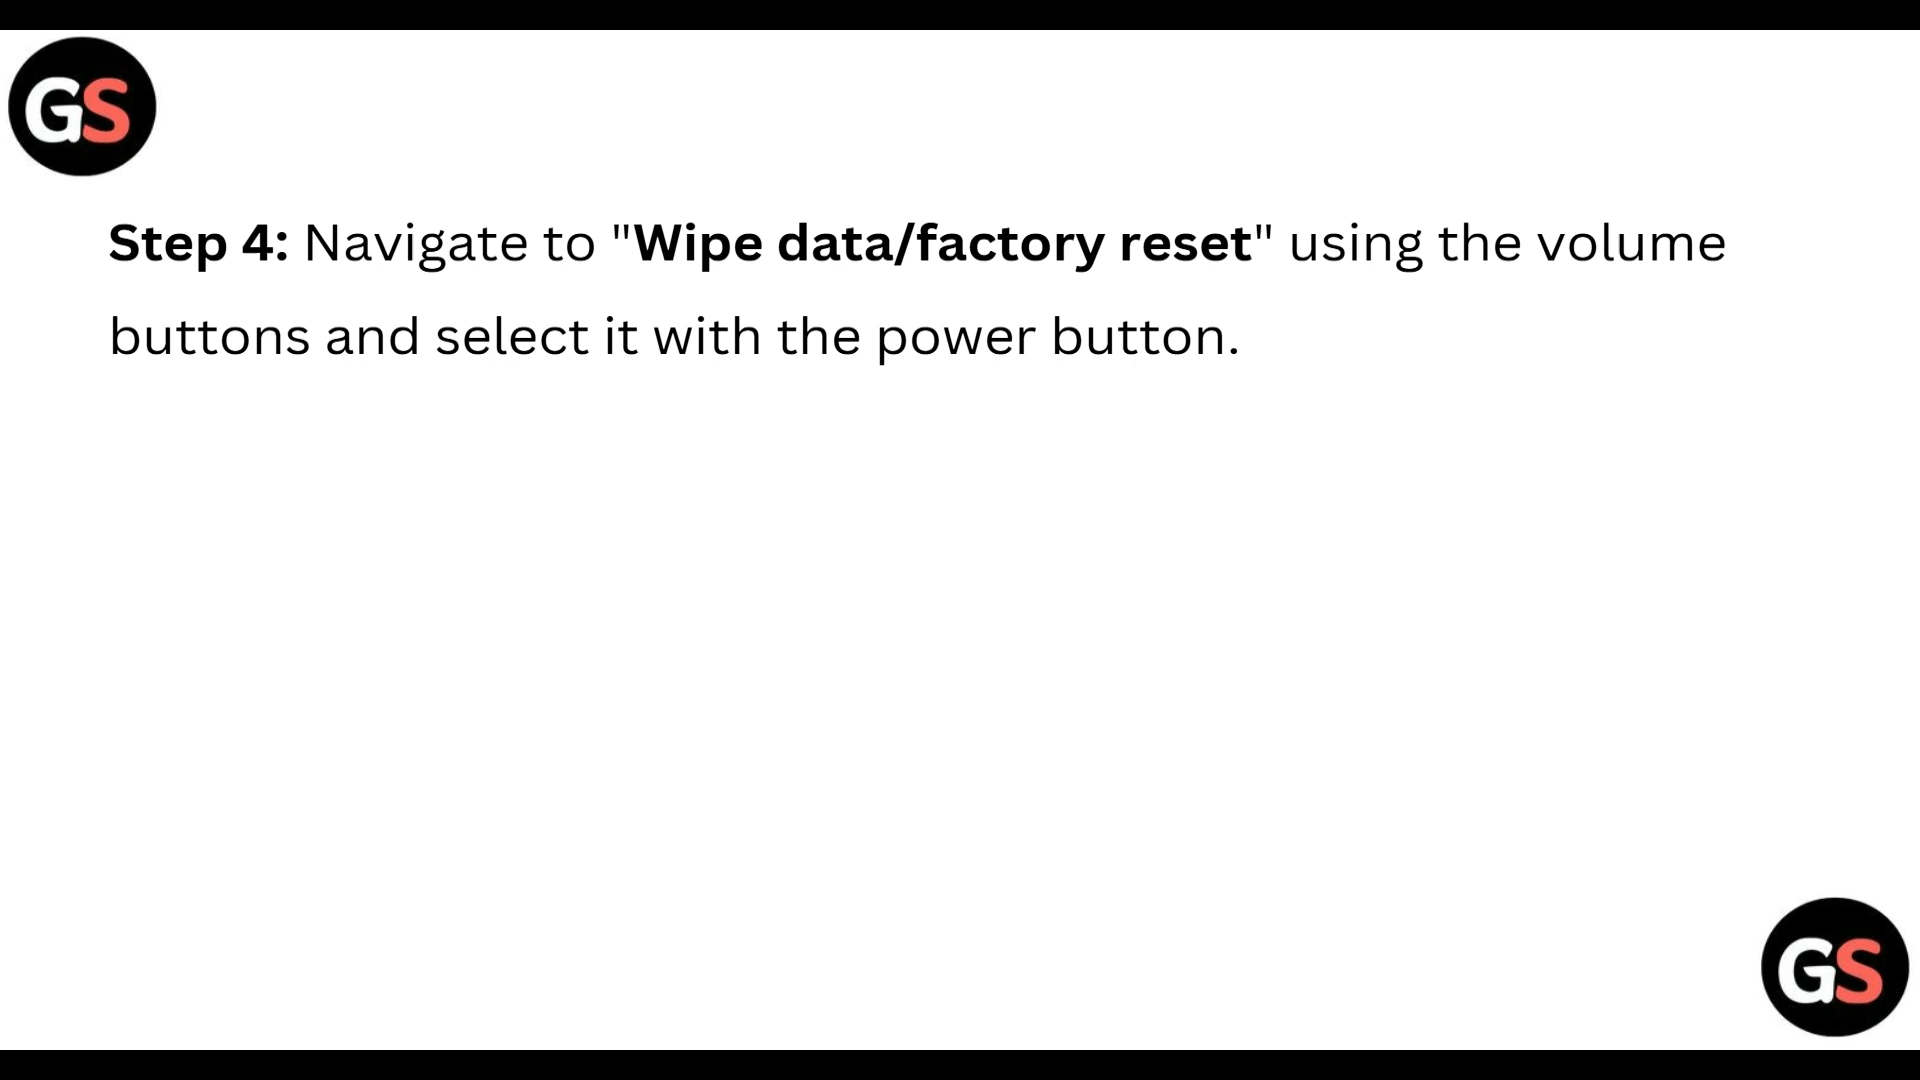 GS
Step 4: Navigate to "Wipe data/factory reset" using the volume
buttons and select it with the power button.
GS